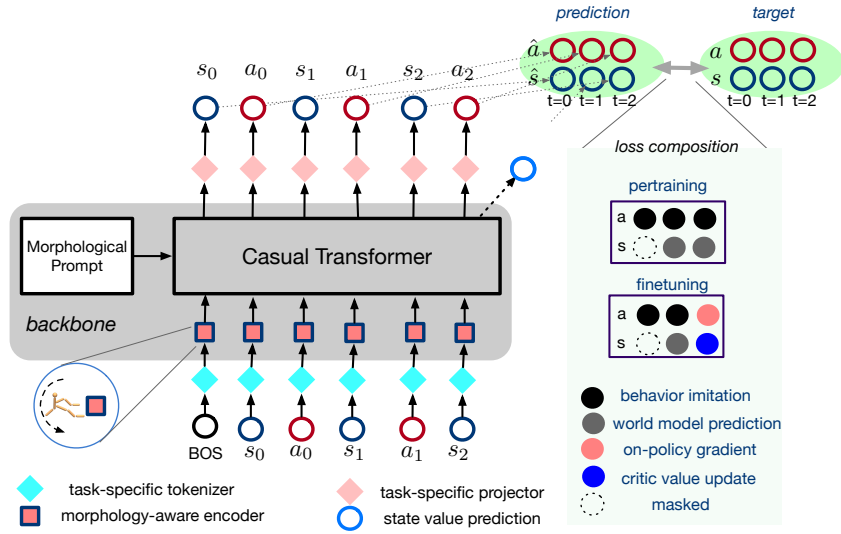 prediction target
s₀ a₀ s₁ a₁ s₂ a₂
â a
ŝ s
t=0 t=1 t=2 t=0 t=1 t=2
loss composition
pertraining
a
s
finetuning
a
s
Morphological
Prompt
Casual Transformer
backbone
BOS s₀ a₀ s₁ a₁ s₂
behavior imitation
world model prediction
on-policy gradient
critic value update
masked
task-specific tokenizer task-specific projector
morphology-aware encoder state value prediction